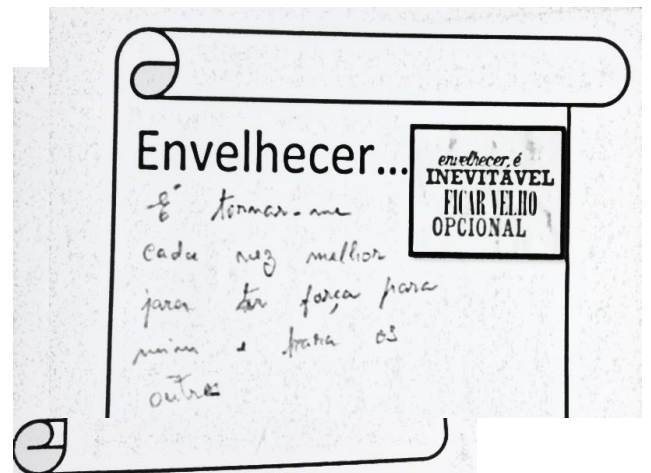 Envelhecer...
envelhecer, é
INEVITÁVEL
FICAR VELHO
OPCIONAL
É tornar-me
cada vez melhor
para ter força para
mim e para os
outros